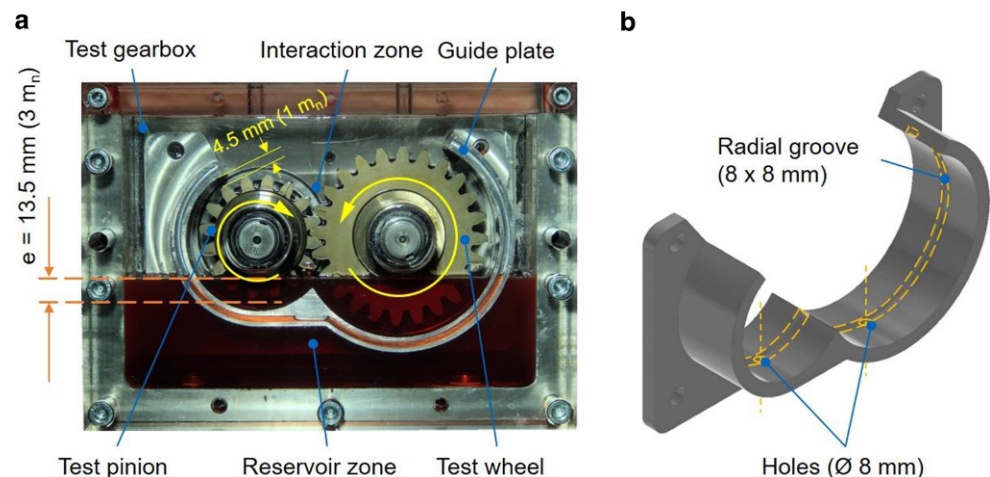 a
Test gearbox
Interaction zone
Guide plate
4.5 mm (1 mₙ)
e = 13.5 mm (3 mₙ)
Test pinion
Reservoir zone
Test wheel
b
Radial groove
(8 x 8 mm)
Holes (Ø 8 mm)